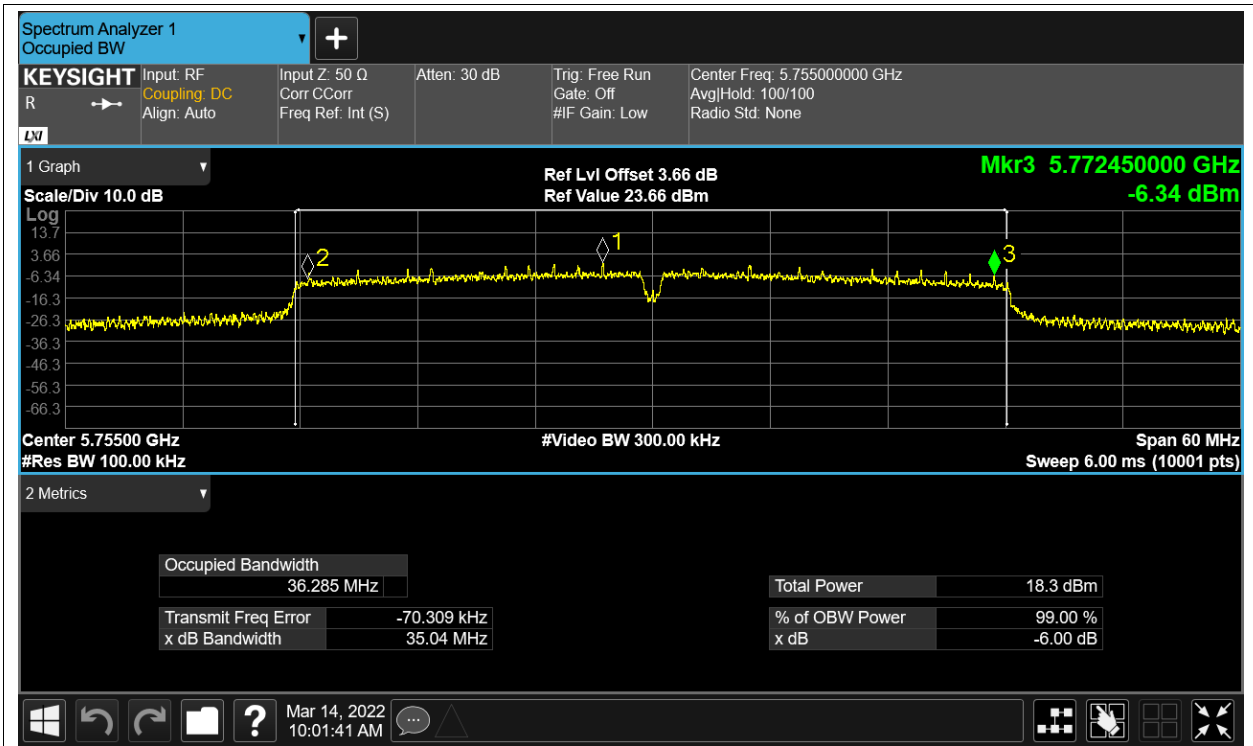 Spectrum Analyzer 1
Occupied BW
KEYSIGHT
R
LXI
Input: RF
Coupling: DC
Align: Auto
Input Z: 50 Ω
Corr CCorr
Freq Ref: Int (S)
Atten: 30 dB
Trig: Free Run
Gate: Off
#IF Gain: Low
Center Freq: 5.755000000 GHz
Avg|Hold: 100/100
Radio Std: None
1 Graph
Scale/Div 10.0 dB
Ref Lvl Offset 3.66 dB
Ref Value 23.66 dBm
Mkr3 5.772450000 GHz
-6.34 dBm
Log
13.7
3.66
-6.34
-16.3
-26.3
-36.3
-46.3
-56.3
-66.3
2
1
3
Center 5.75500 GHz
#Video BW 300.00 kHz
Span 60 MHz
#Res BW 100.00 kHz
Sweep 6.00 ms (10001 pts)
2 Metrics
Occupied Bandwidth
36.285 MHz
Transmit Freq Error -70.309 kHz
x dB Bandwidth 35.04 MHz
Total Power 18.3 dBm
% of OBW Power 99.00 %
x dB -6.00 dB
?
Mar 14, 2022
10:01:41 AM